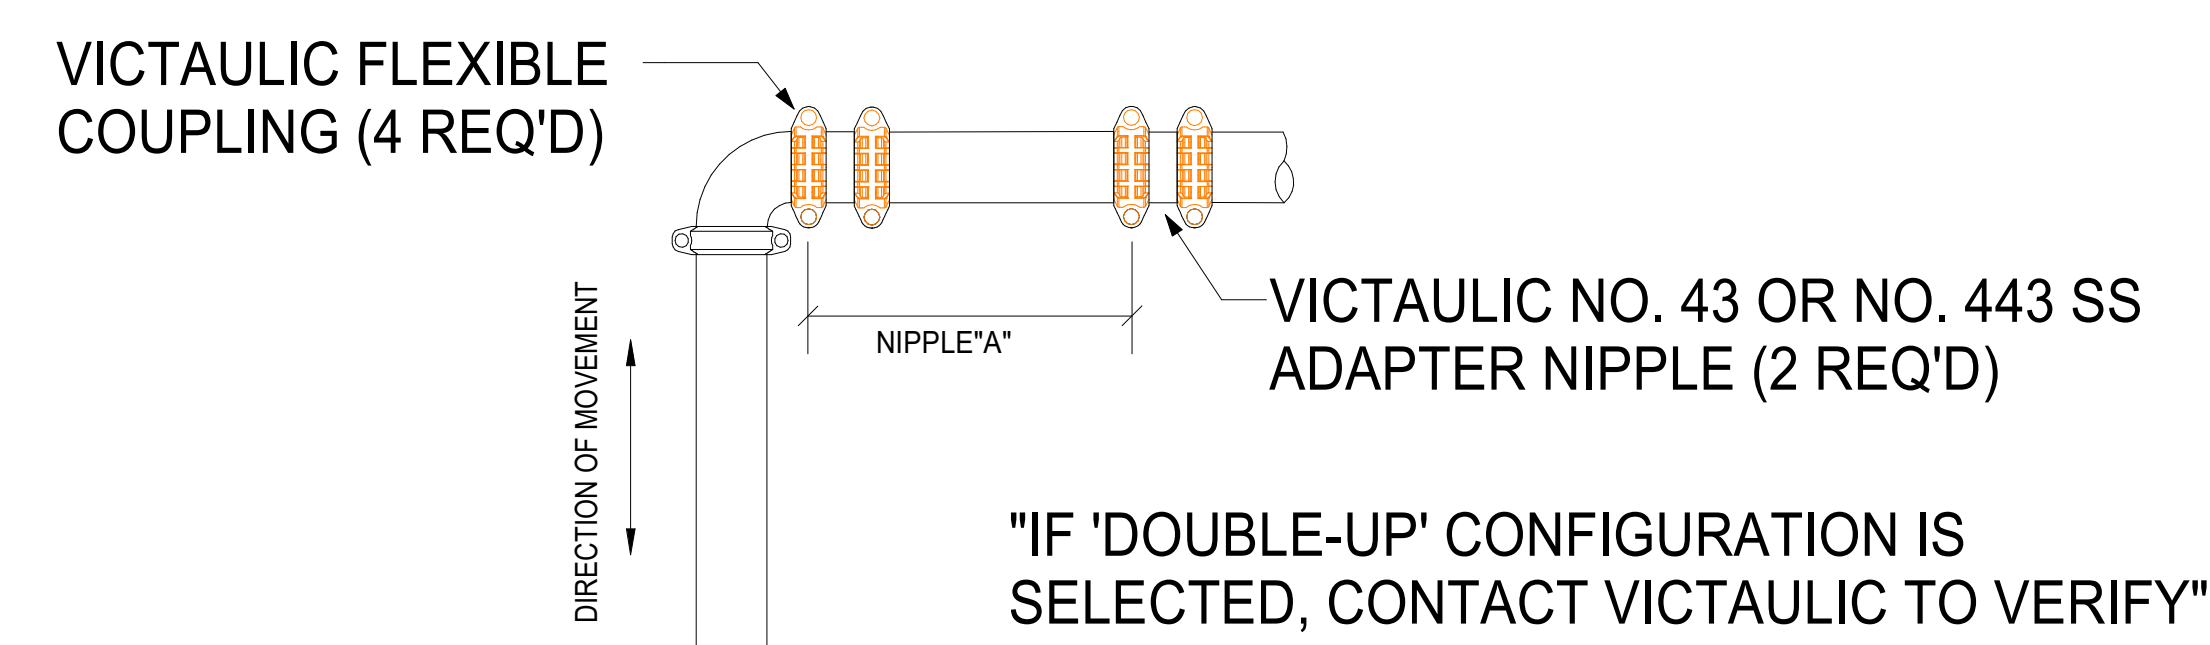 VICTAULIC FLEXIBLE
COUPLING (4 REQ'D)
NIPPLE"A"
VICTAULIC NO. 43 OR NO. 443 SS
ADAPTER NIPPLE (2 REQ'D)
DIRECTION OF MOVEMENT
"IF 'DOUBLE-UP' CONFIGURATION IS
SELECTED, CONTACT VICTAULIC TO VERIFY"